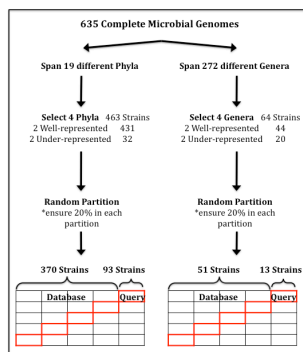 635 Complete Microbial Genomes
Span 19 different Phyla
Span 272 different Genera
Select 4 Phyla 463 Strains
2 Well-represented 431
2 Under-represented 32
Select 4 Genera 64 Strains
2 Well-represented 44
2 Under-represented 20
Random Partition
*ensure 20% in each
partition
Random Partition
*ensure 20% in each
partition
370 Strains 93 Strains
Database Query
51 Strains 13 Strains
Database Query